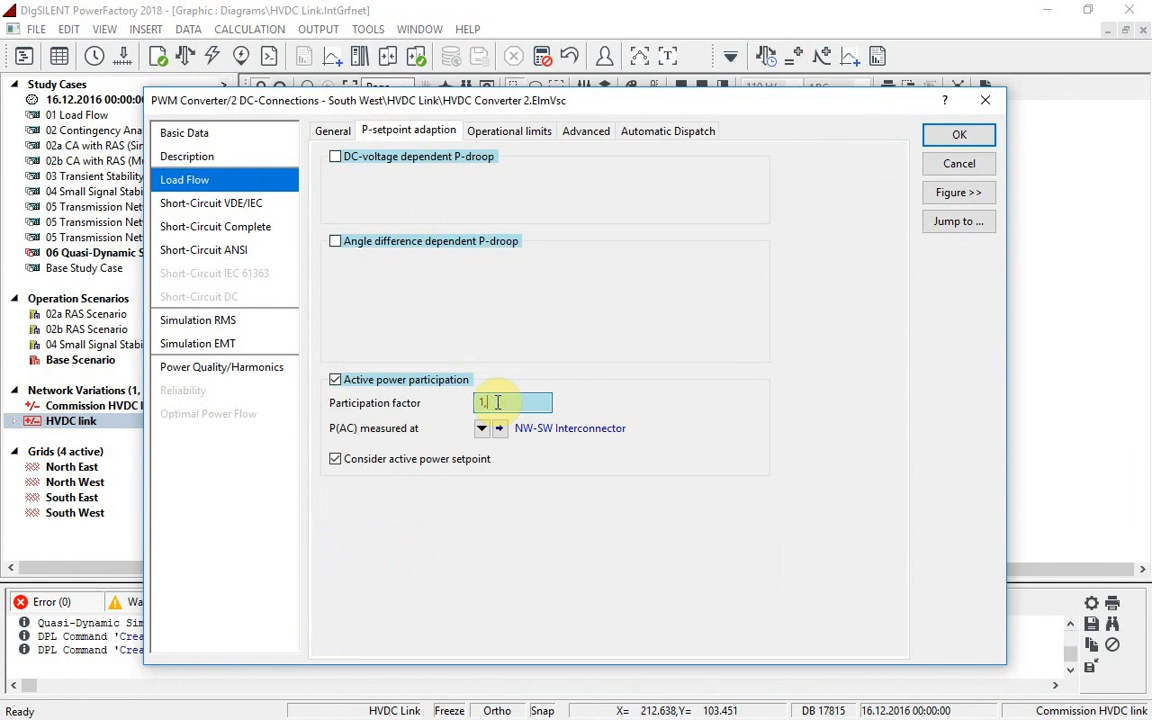 DIgSILENT PowerFactory 2018 - [Graphic : Diagrams\HVDC Link.IntGrfnet]
FILE EDIT VIEW INSERT DATA CALCULATION OUTPUT TOOLS WINDOW HELP
Study Cases
16.12.2016 00:00:00
01 Load Flow
02 Contingency Ana
02a CA with RAS (Sin
02b CA with RAS (Mu
03 Transient Stability
04 Small Signal Stabi
05 Transmission Net
05 Transmission Net
05 Transmission Net
06 Quasi-Dynamic S
Base Study Case
Operation Scenarios
02a RAS Scenario
02b RAS Scenario
04 Small Signal Stabi
Base Scenario
Network Variations (1,
Commission HVDC l
HVDC link
Grids (4 active)
North East
North West
South East
South West
PWM Converter/2 DC-Connections - South West\HVDC Link\HVDC Converter 2.ElmVsc
?
Basic Data
Description
Load Flow
Short-Circuit VDE/IEC
Short-Circuit Complete
Short-Circuit ANSI
Short-Circuit IEC 61363
Short-Circuit DC
Simulation RMS
Simulation EMT
Power Quality/Harmonics
Reliability
Optimal Power Flow
General P-setpoint adaption Operational limits Advanced Automatic Dispatch
DC-voltage dependent P-droop
Angle difference dependent P-droop
Active power participation
Participation factor 1,
P(AC) measured at NW-SW Interconnector
Consider active power setpoint
OK
Cancel
Figure >>
Jump to ...
Error (0) Wa
Quasi-Dynamic Sim
DPL Command 'Crea
DPL Command 'Crea
Ready HVDC Link Freeze Ortho Snap X= 212.638,Y= 103.451 DB 17815 16.12.2016 00:00:00 Commission HVDC link